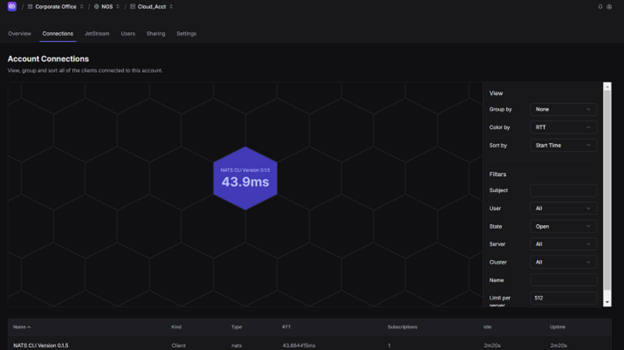 Corporate Office / NGS / Cloud_Acct
Overview Connections JetStream Users Sharing Settings
Account Connections
View, group and sort all of the clients connected to this account.
View
Group by None
Color by RTT
Sort by Start Time
Filters
Subject
User All
State Open
Server All
Cluster All
Name
Limit per server 512
NATS CLI Version 0.1.5
43.9ms
Name Kind Type RTT Subscriptions Idle Uptime
NATS CLI Version 0.1.5 Client nats 43.884415ms 1 2m20s 2m20s